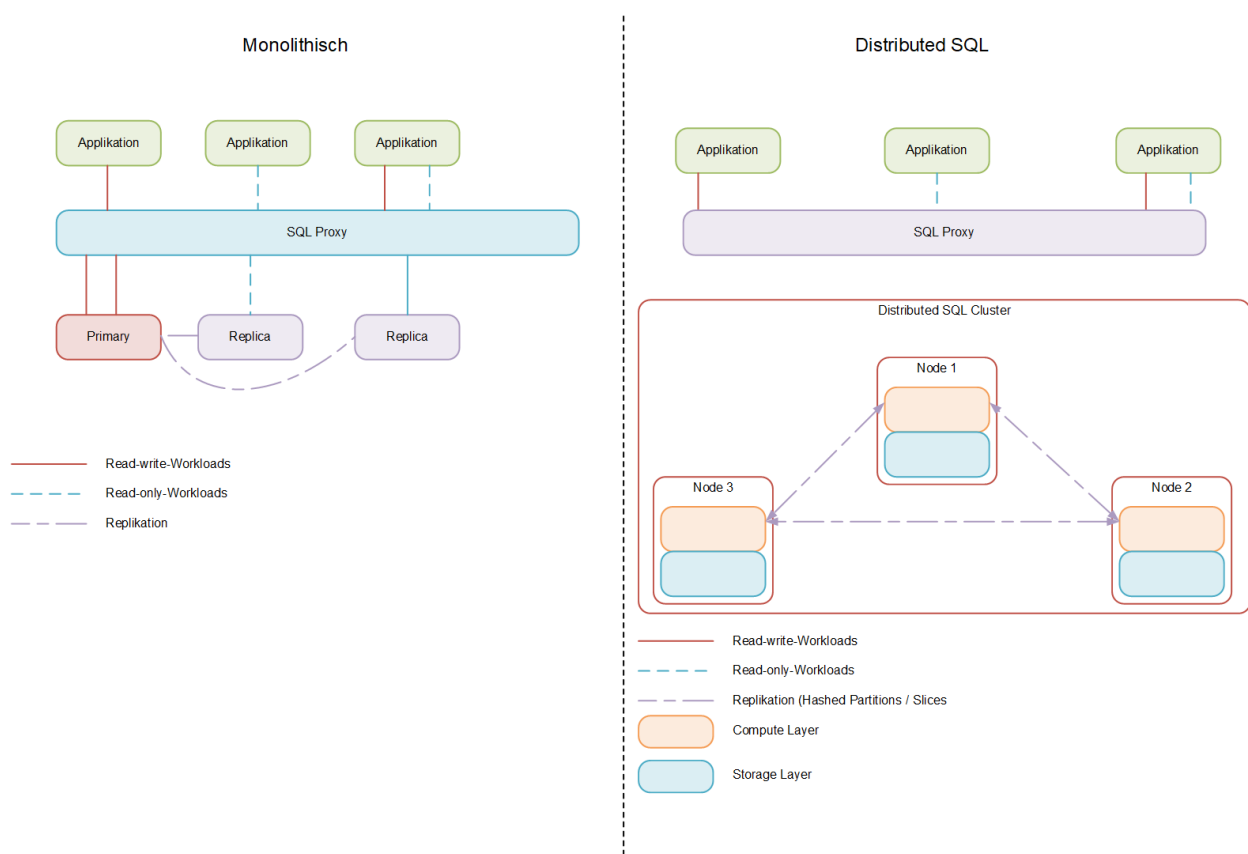 Monolithisch
Applikation
Applikation
Applikation
SQL Proxy
Primary
Replica
Replica
Read-write-Workloads
Read-only-Workloads
Replikation
Distributed SQL
Applikation
Applikation
Applikation
SQL Proxy
Distributed SQL Cluster
Node 1
Node 3
Node 2
Read-write-Workloads
Read-only-Workloads
Replikation (Hashed Partitions / Slices
Compute Layer
Storage Layer